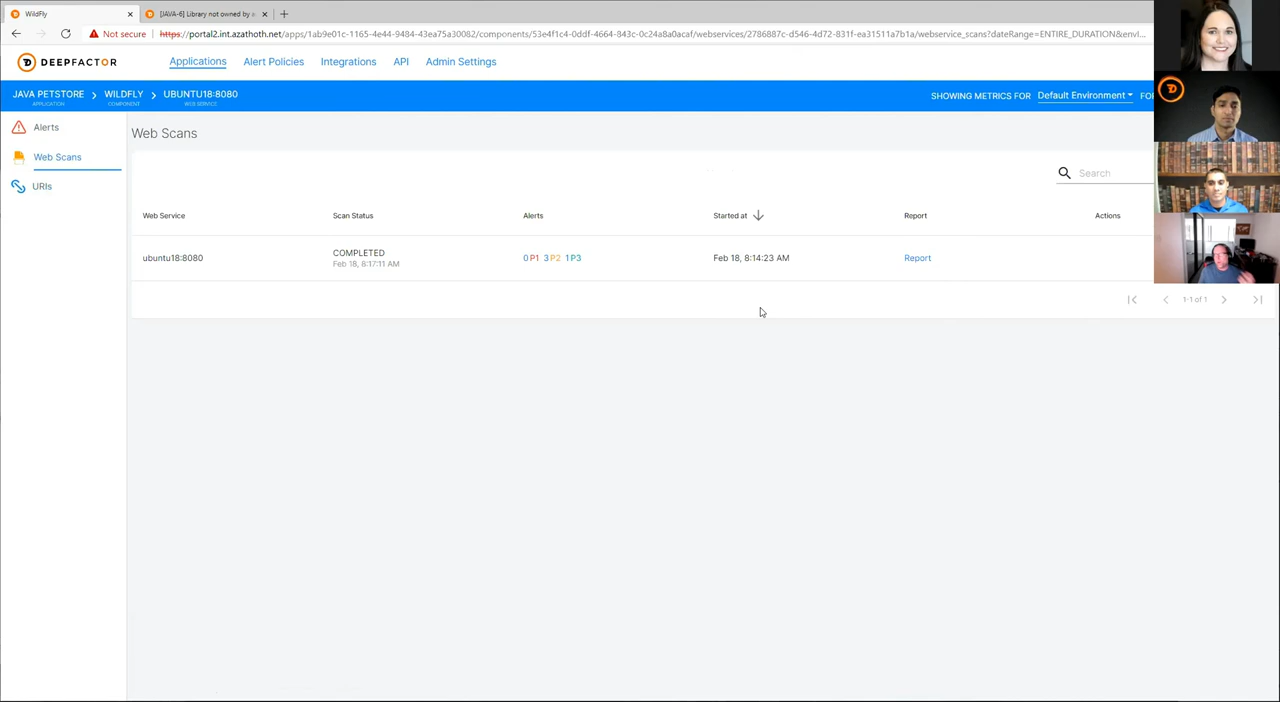 WildFly
[JAVA-6] Library not owned by a
Not secure
https://portal2.int.azathoth.net/apps/1ab9e01c-1165-4e44-9484-43ea75a30082/components/53e4f1c4-0ddf-4664-843c-0c24a8a0acaf/webservices/2786887c-d546-4d72-831f-ea31511a7b1a/webservice_scans?dateRange=ENTIRE_DURATION&envI...
DEEPFACTOR
Applications
Alert Policies
Integrations
API
Admin Settings
JAVA PETSTORE > WILDFLY > UBUNTU18:8080
APPLICATION COMPONENT WEB SERVICE
SHOWING METRICS FOR Default Environment FO
Alerts
Web Scans
URIs
Web Scans
Search
Web Service Scan Status Alerts Started at Report Actions
ubuntu18:8080 COMPLETED 0 P1 3 P2 1 P3 Feb 18, 8:14:23 AM Report
Feb 18, 8:17:11 AM
1-1 of 1